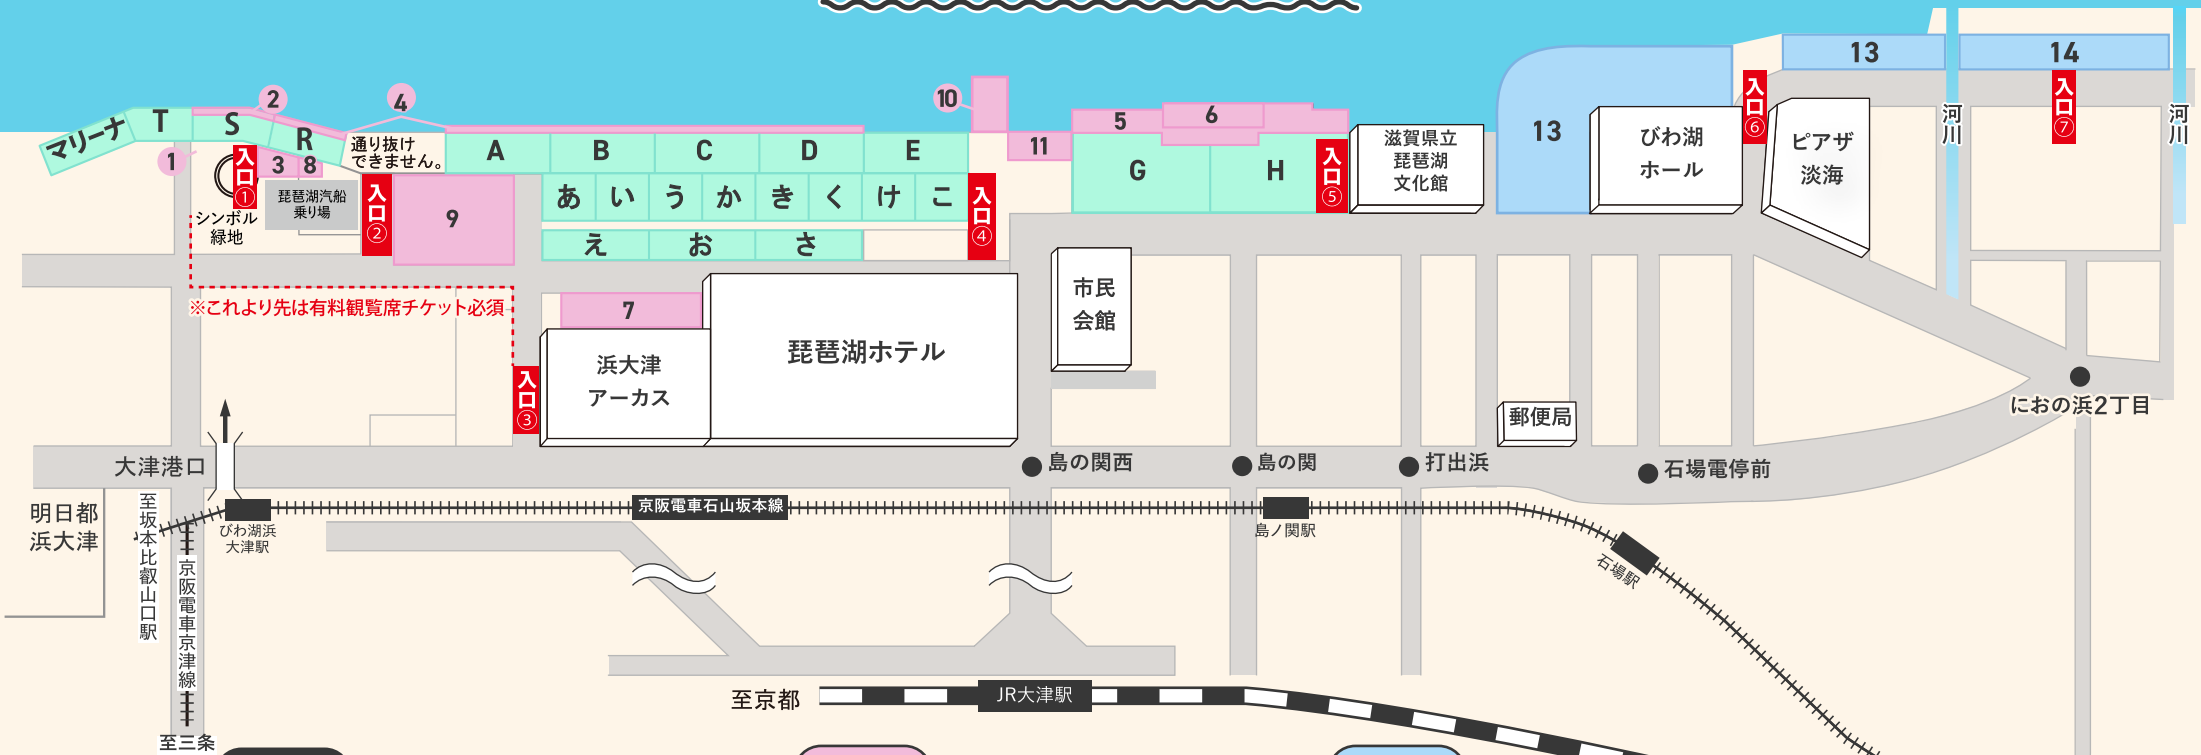 13
14
入口⑥
入口⑦
河川
河川
2
4
10
マリーナ
T
S
R
通り抜け
できません。
1
3
8
入口①
琵琶湖汽船
乗り場
シンボル
緑地
入口②
9
A
B
C
D
E
あ
い
う
か
き
く
け
こ
え
お
さ
入口④
11
5
6
G
H
入口⑤
滋賀県立
琵琶湖
文化館
13
びわ湖
ホール
ピアザ
淡海
※これより先は有料観覧席チケット必須
7
入口③
浜大津
アーカス
琵琶湖ホテル
市民
会館
郵便局
におの浜2丁目
大津港口
島の関西
島の関
打出浜
石場電停前
明日都
浜大津
至坂本比叡山口駅
びわ湖浜
大津駅
京阪電車石山坂本線
島ノ関駅
石場駅
京阪電車京津線
至三条
至京都
JR大津駅